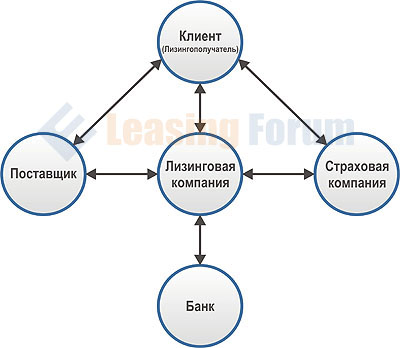 Клиент
(Лизингополучатель)
Leasing Forum
Поставщик
Лизинговая
компания
Страховая
компания
Банк